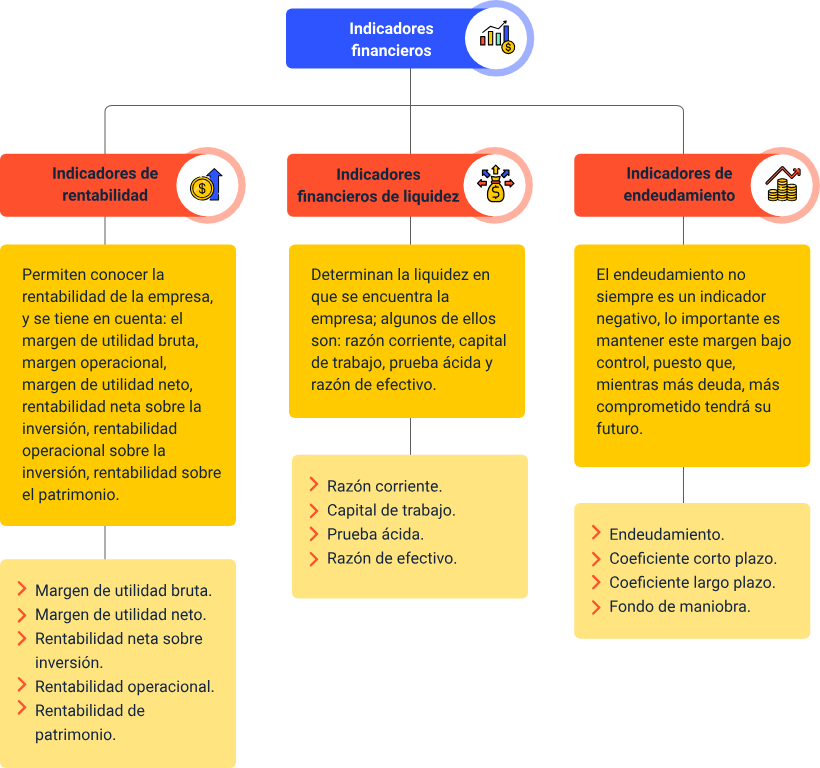 Indicadores
financieros
Indicadores de
rentabilidad
Permiten conocer la
rentabilidad de la empresa,
y se tiene en cuenta: el
margen de utilidad bruta,
margen operacional,
margen de utilidad neto,
rentabilidad neta sobre la
inversión, rentabilidad
operacional sobre la
inversión, rentabilidad sobre
el patrimonio.
Margen de utilidad bruta.
Margen de utilidad neto.
Rentabilidad neta sobre
inversión.
Rentabilidad operacional.
Rentabilidad de
patrimonio.
Indicadores
financieros de liquidez
Determinan la liquidez en
que se encuentra la
empresa; algunos de ellos
son: razón corriente, capital
de trabajo, prueba ácida y
razón de efectivo.
Razón corriente.
Capital de trabajo.
Prueba ácida.
Razón de efectivo.
Indicadores de
endeudamiento
El endeudamiento no
siempre es un indicador
negativo, lo importante es
mantener este margen bajo
control, puesto que,
mientras más deuda, más
comprometido tendrá su
futuro.
Endeudamiento.
Coeficiente corto plazo.
Coeficiente largo plazo.
Fondo de maniobra.